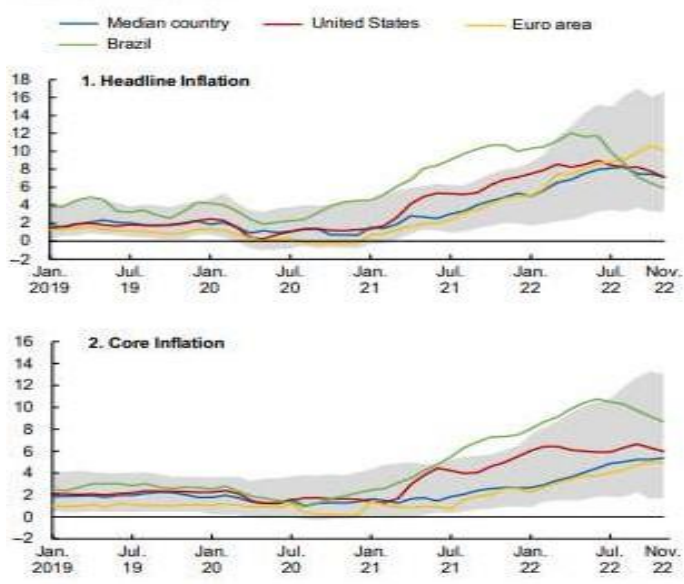 Median country United States Euro area
Brazil
1. Headline Inflation
18
16
14
12
10
8
6
4
2
0
−2
Jan. Jul. Jan. Jul. Jan. Jul. Jan. Jul. Nov.
2019 19 20 20 21 21 22 22 22
2. Core Inflation
16
14
12
10
8
6
4
2
0
−2
Jan. Jul. Jan. Jul. Jan. Jul. Jan. Jul. Nov.
2019 19 20 20 21 21 22 22 22